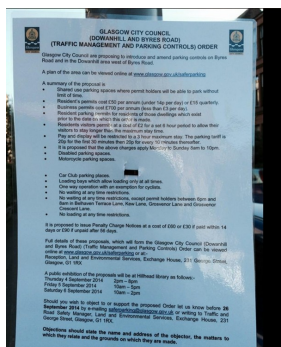 GLASGOW CITY COUNCIL
(DOWANHILL AND BYRES ROAD)
(TRAFFIC MANAGEMENT AND PARKING CONTROLS) ORDER
Glasgow City Council are proposing to introduce and amend parking controls on Byres
Road and in the Dowanhill area west of Byres Road.
A plan of the area can be viewed online at www.glasgow.gov.uk/saferparking
A summary of the proposal is
Shared use parking spaces where permit holders will be able to park without
limit of time.
Resident's permits cost £50 per annum (under 14p per day) or £15 quarterly.
Business permits cost £700 per annum (less than £3 per day).
Resident parking permits for residents of those dwellings which exist
prior to the date on which this order is made.
Residents visitors permit - at a cost of £3 for a 6 hour period to allow their
visitors to stay longer than the maximum stay time.
Pay and display will be restricted to a 3 hour maximum stay. The parking tariff is
20p for the first 10 minutes then 20p for every 10 minutes thereafter.
It is proposed that the above charges apply Monday to Sunday 8am to 10pm.
Disabled parking spaces.
Motorcycle parking spaces.
Car Club parking places.
Loading bays which allow loading only at all times.
One way operation with an exemption for cyclists.
No waiting at any time restrictions.
No waiting at any time restrictions, except permit holders between 6pm and
8am in Belhaven Terrace Lane, Kew Lane, Grosvenor Lane and Grosvenor
Crescent Lane.
No loading at any time restrictions.
It is proposed to issue Penalty Charge Notices at a cost of £60 or £30 if paid within 14
days or £90 if unpaid after 56 days.
Full details of these proposals, which will form the Glasgow City Council (Dowanhill
and Byres Road) (Traffic Management and Parking Controls) Order can be viewed
online at www.glasgow.gov.uk/saferparking or at:-
Reception, Land and Environmental Services, Exchange House, 231 George Street,
Glasgow, G1 1RX.
A public exhibition of the proposals will be at Hillhead library as follows:-
Thursday 4 September 2014 2pm – 8pm
Friday 5 September 2014 10am – 5pm
Saturday 6 September 2014 10am – 2pm
Should you wish to object to or support the proposed Order let us know before 26
September 2014 by e-mailing saferparking@glasgow.gov.uk or writing to Traffic and
Road Safety Manager, Land and Environmental Services, Exchange House, 231
George Street, Glasgow, G1 1RX.
Objections should state the name and address of the objector, the matters to
which they relate and the grounds on which they are made.